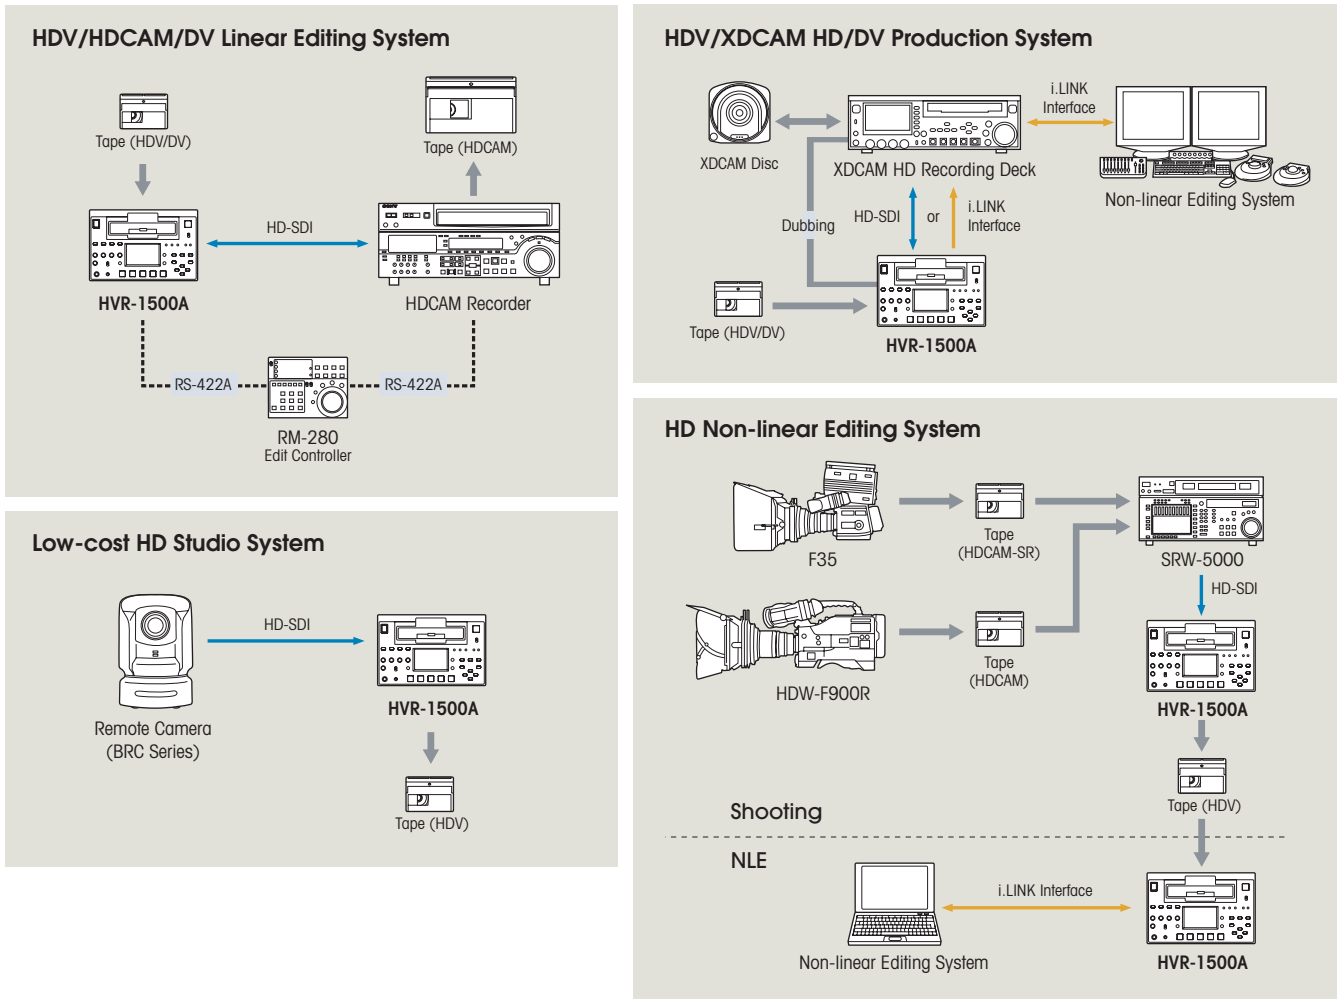 HDV/HDCAM/DV Linear Editing System
Tape (HDV/DV)
Tape (HDCAM)
HD-SDI
HVR-1500A
HDCAM Recorder
RS-422A
RS-422A
RM-280
Edit Controller
Low-cost HD Studio System
HD-SDI
HVR-1500A
Remote Camera
(BRC Series)
Tape (HDV)
HDV/XDCAM HD/DV Production System
i.LINK
Interface
XDCAM Disc
XDCAM HD Recording Deck
Non-linear Editing System
Dubbing
HD-SDI
or
i.LINK
Interface
Tape (HDV/DV)
HVR-1500A
HD Non-linear Editing System
F35
Tape
(HDCAM-SR)
SRW-5000
HD-SDI
HDW-F900R
Tape
(HDCAM)
HVR-1500A
Tape (HDV)
Shooting
NLE
i.LINK Interface
Non-linear Editing System
HVR-1500A